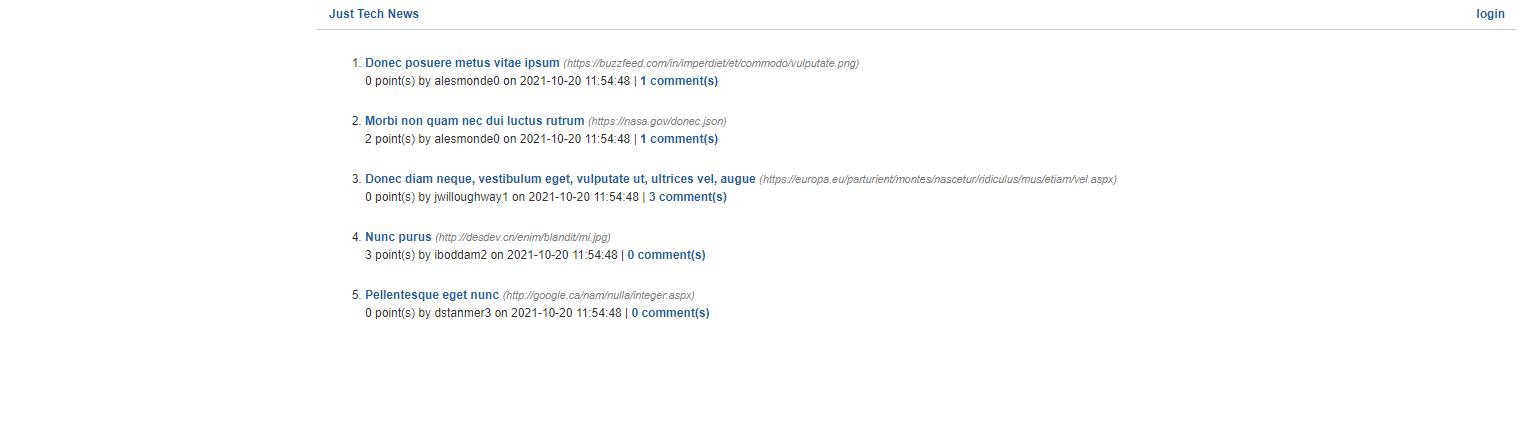 Just Tech News
login
1. Donec posuere metus vitae ipsum (https://buzzfeed.com/in/imperdiet/et/commodo/vulputate.png)
0 point(s) by alesmonde0 on 2021-10-20 11:54:48 | 1 comment(s)
2. Morbi non quam nec dui luctus rutrum (https://nasa.gov/donec.json)
2 point(s) by alesmonde0 on 2021-10-20 11:54:48 | 1 comment(s)
3. Donec diam neque, vestibulum eget, vulputate ut, ultrices vel, augue (https://europa.eu/parturient/montes/nascetur/ridiculus/mus/etiam/vel.aspx)
0 point(s) by jwilloughway1 on 2021-10-20 11:54:48 | 3 comment(s)
4. Nunc purus (http://desdev.cn/enim/blandit/mi.jpg)
3 point(s) by iboddam2 on 2021-10-20 11:54:48 | 0 comment(s)
5. Pellentesque eget nunc (http://google.ca/nam/nulla/integer.aspx)
0 point(s) by dstanmer3 on 2021-10-20 11:54:48 | 0 comment(s)